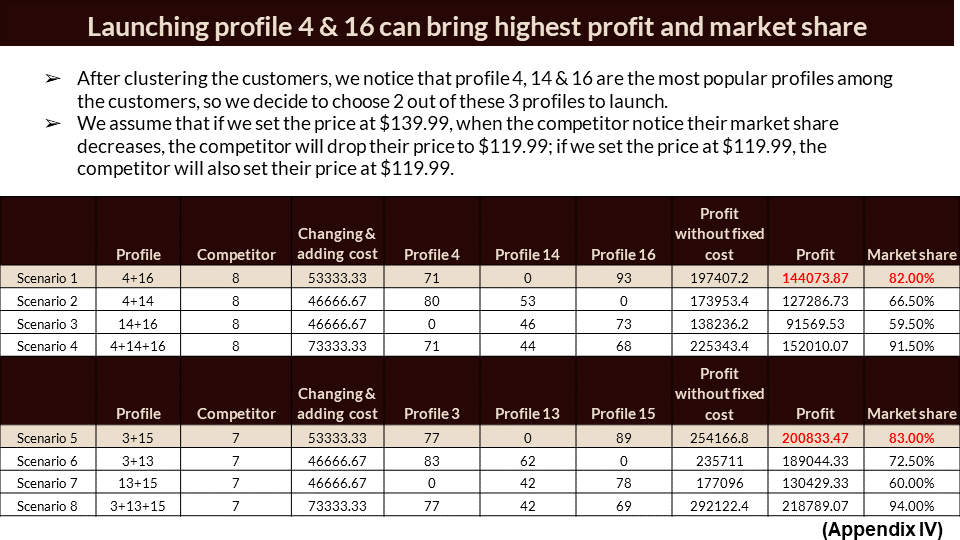 Launching profile 4 & 16 can bring highest profit and market share
➢ After clustering the customers, we notice that profile 4, 14 & 16 are the most popular profiles among
the customers, so we decide to choose 2 out of these 3 profiles to launch.
➢ We assume that if we set the price at $139.99, when the competitor notice their market share
decreases, the competitor will drop their price to $119.99; if we set the price at $119.99, the
competitor will also set their price at $119.99.
Profile Competitor Changing & adding cost Profile 4 Profile 14 Profile 16 Profit without fixed cost Profit Market share
Scenario 1 4+16 8 53333.33 71 0 93 197407.2 144073.87 82.00%
Scenario 2 4+14 8 46666.67 80 53 0 173953.4 127286.73 66.50%
Scenario 3 14+16 8 46666.67 0 46 73 138236.2 91569.53 59.50%
Scenario 4 4+14+16 8 73333.33 71 44 68 225343.4 152010.07 91.50%
Profile Competitor Changing & adding cost Profile 3 Profile 13 Profile 15 Profit without fixed cost Profit Market share
Scenario 5 3+15 7 53333.33 77 0 89 254166.8 200833.47 83.00%
Scenario 6 3+13 7 46666.67 83 62 0 235711 189044.33 72.50%
Scenario 7 13+15 7 46666.67 0 42 78 177096 130429.33 60.00%
Scenario 8 3+13+15 7 73333.33 77 42 69 292122.4 218789.07 94.00%
(Appendix IV)